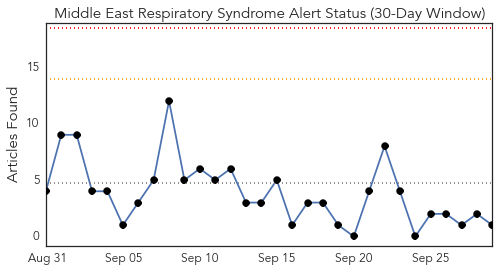 Middle East Respiratory Syndrome Alert Status (30-Day Window)
Articles Found
15
10
5
0
Aug 31
Sep 05
Sep 10
Sep 15
Sep 20
Sep 25